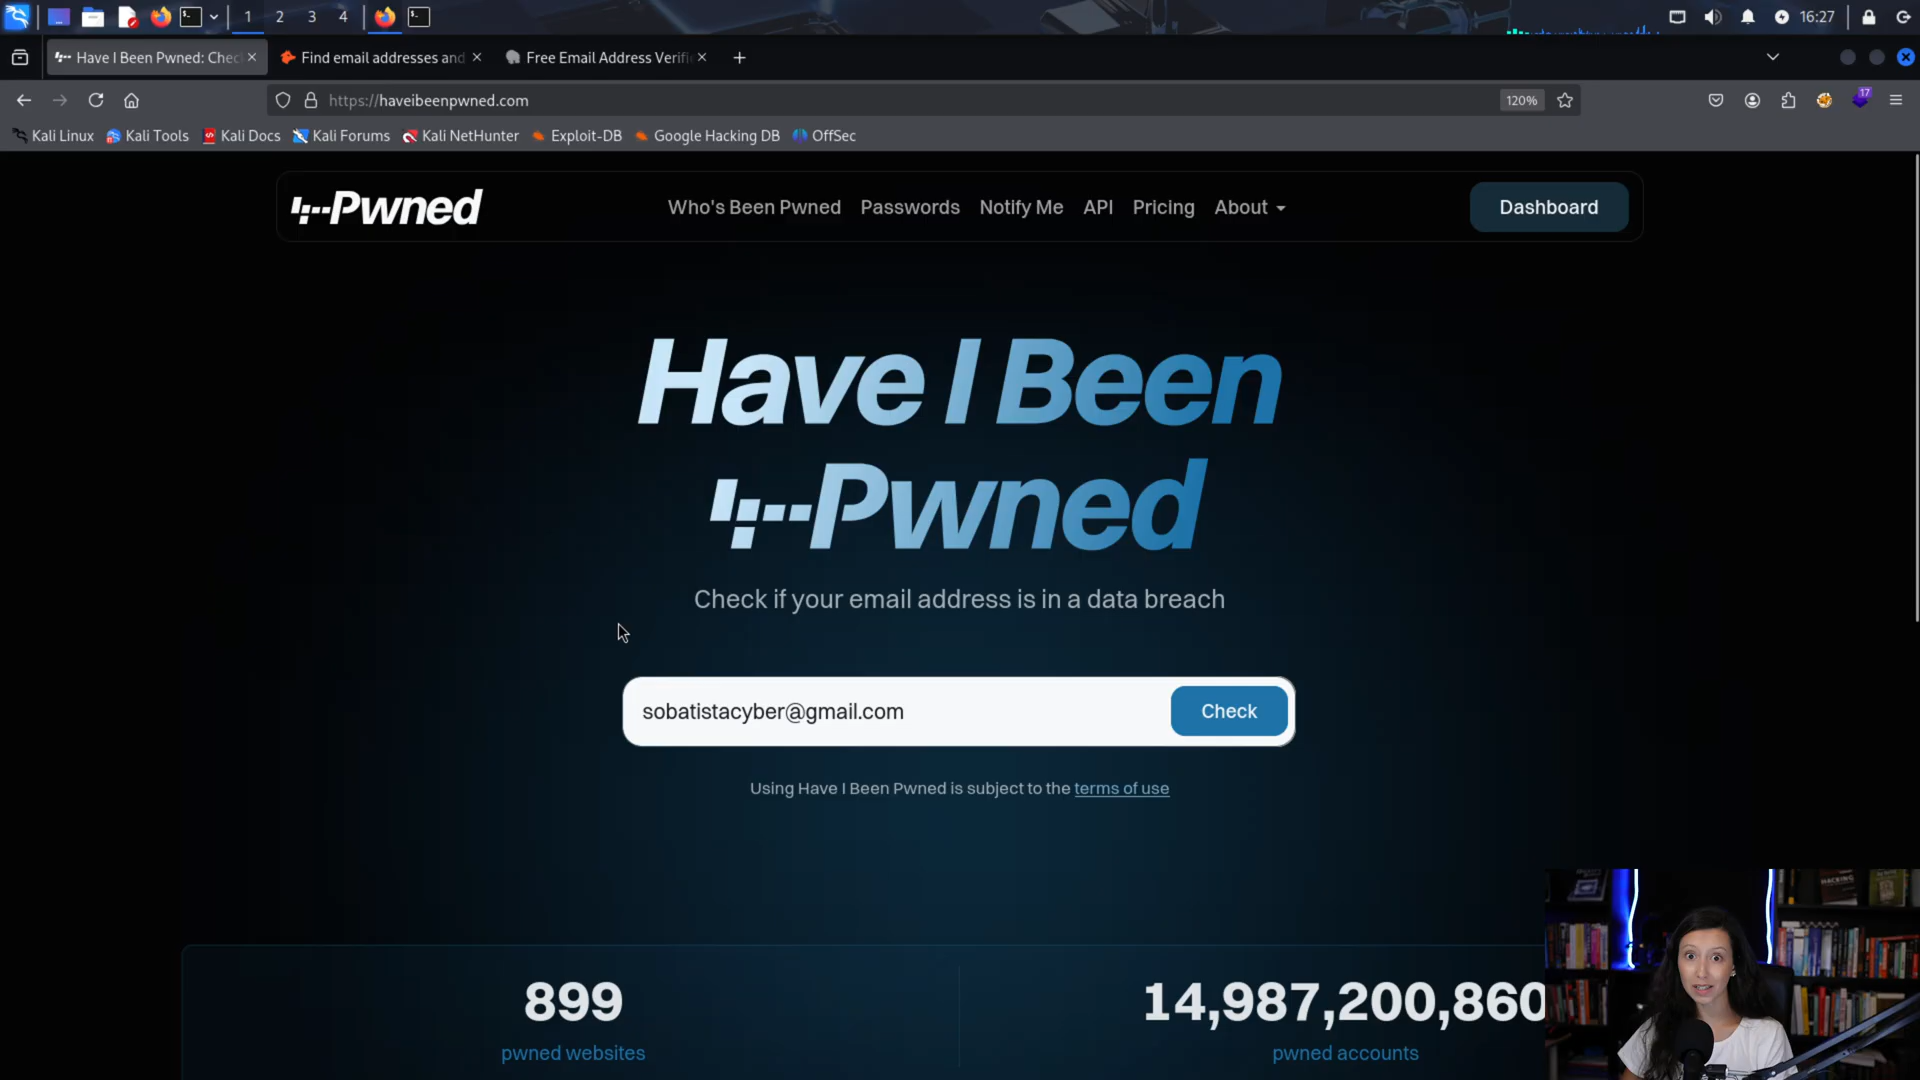 1 2 3 4 16:27
Have I Been Pwned: Chec Find email addresses and Free Email Address Verifi
https://haveibeenpwned.com 120% 17
Kali Linux Kali Tools Kali Docs Kali Forums Kali NetHunter Exploit-DB Google Hacking DB OffSec
Pwned Who's Been Pwned Passwords Notify Me API Pricing About Dashboard
Have I Been
Pwned
Check if your email address is in a data breach
sobatistacyber@gmail.com Check
Using Have I Been Pwned is subject to the terms of use
899 14,987,200,860
pwned websites pwned accounts